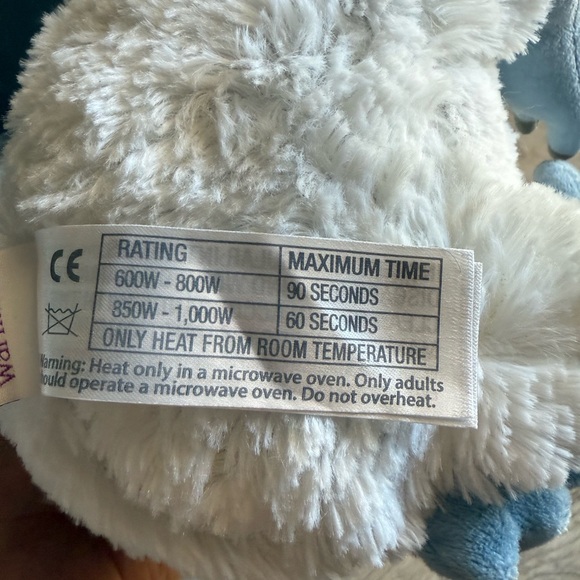 CE
RATING MAXIMUM TIME
600W - 800W 90 SECONDS
850W - 1,000W 60 SECONDS
ONLY HEAT FROM ROOM TEMPERATURE
Warning: Heat only in a microwave oven. Only adults
should operate a microwave oven. Do not overheat.